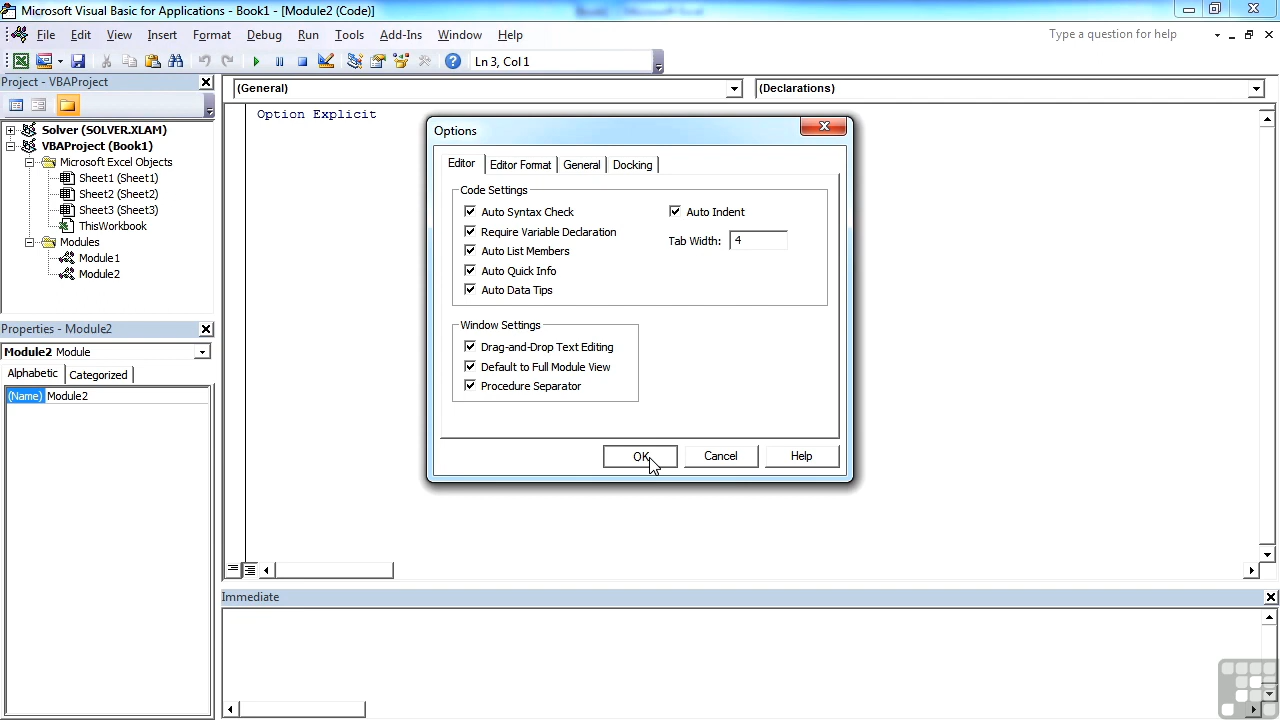 Microsoft Visual Basic for Applications - Book1 - [Module2 (Code)]
File Edit View Insert Format Debug Run Tools Add-Ins Window Help
Type a question for help
Ln 3, Col 1
Project - VBAProject
Solver (SOLVER.XLAM)
VBAProject (Book1)
Microsoft Excel Objects
Sheet1 (Sheet1)
Sheet2 (Sheet2)
Sheet3 (Sheet3)
ThisWorkbook
Modules
Module1
Module2
Properties - Module2
Module2 Module
Alphabetic Categorized
(Name) Module2
(General) (Declarations)
Option Explicit
Options
Editor Editor Format General Docking
Code Settings
Auto Syntax Check
Require Variable Declaration
Auto List Members
Auto Quick Info
Auto Data Tips
Auto Indent
Tab Width: 4
Window Settings
Drag-and-Drop Text Editing
Default to Full Module View
Procedure Separator
OK Cancel Help
Immediate